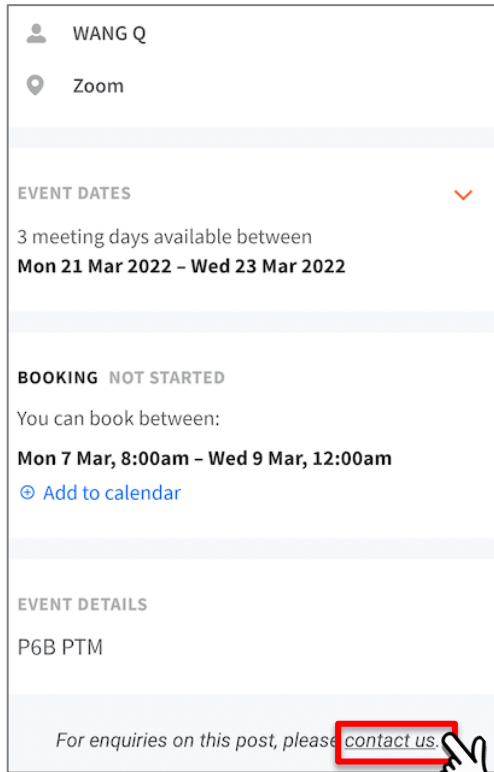 WANG Q
Zoom
EVENT DATES
3 meeting days available between
Mon 21 Mar 2022 – Wed 23 Mar 2022
BOOKING NOT STARTED
You can book between:
Mon 7 Mar, 8:00am – Wed 9 Mar, 12:00am
Add to calendar
EVENT DETAILS
P6B PTM
For enquiries on this post, please contact us.